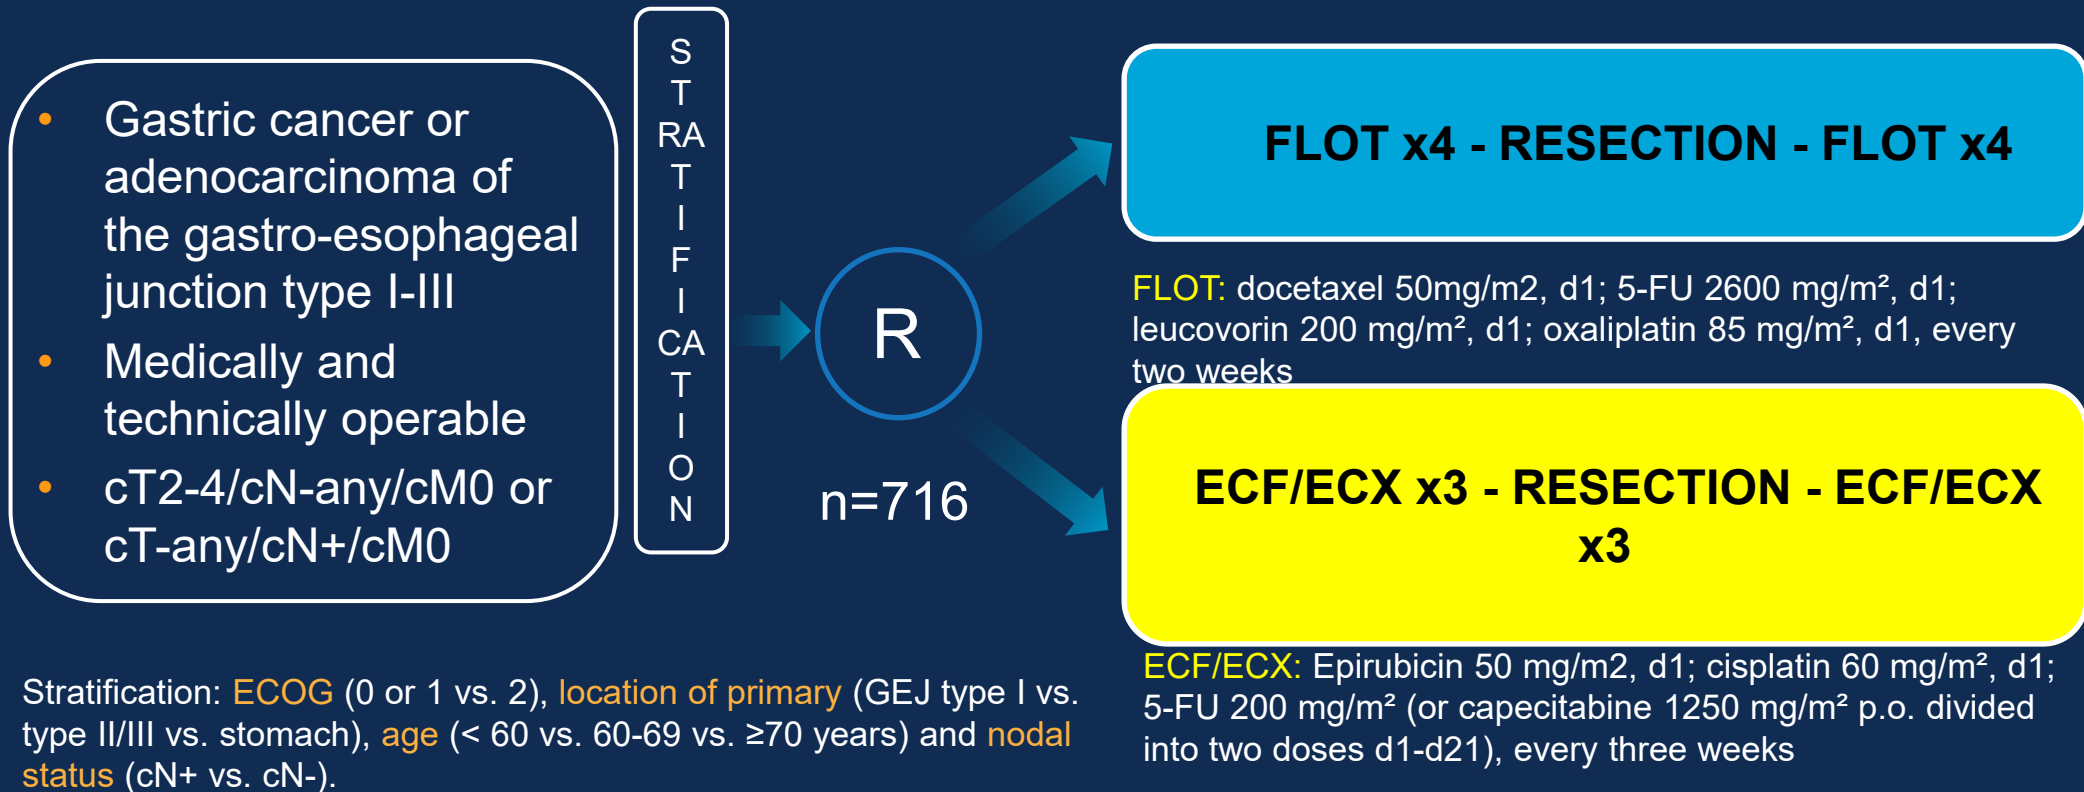 • Gastric cancer or
adenocarcinoma of
the gastro-esophageal
junction type I-III
• Medically and
technically operable
• cT2-4/cN-any/cM0 or
cT-any/cN+/cM0
S
T
RA
T
I
F
I
CA
T
I
O
N
R
n=716
FLOT x4 - RESECTION - FLOT x4
FLOT: docetaxel 50mg/m2, d1; 5-FU 2600 mg/m², d1;
leucovorin 200 mg/m², d1; oxaliplatin 85 mg/m², d1, every
two weeks
ECF/ECX x3 - RESECTION - ECF/ECX
x3
ECF/ECX: Epirubicin 50 mg/m2, d1; cisplatin 60 mg/m², d1;
5-FU 200 mg/m² (or capecitabine 1250 mg/m² p.o. divided
into two doses d1-d21), every three weeks
Stratification: ECOG (0 or 1 vs. 2), location of primary (GEJ type I vs.
type II/III vs. stomach), age (< 60 vs. 60-69 vs. ≥70 years) and nodal
status (cN+ vs. cN-).